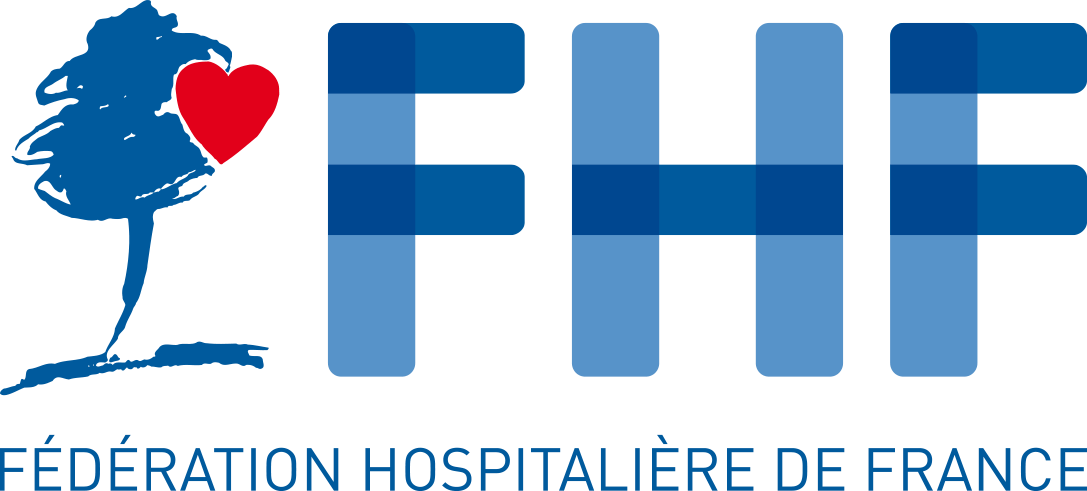 FHF
FÉDÉRATION HOSPITALIÈRE DE FRANCE